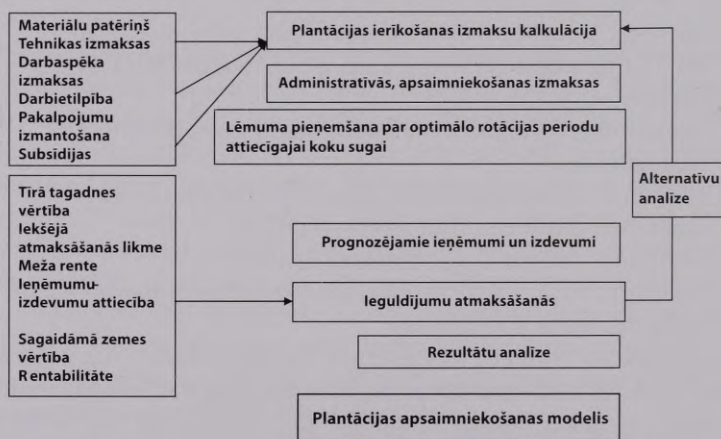 Materiālu patēriņš
Tehnikas izmaksas
Darbaspēka
izmaksas
Darbietilpība
Pakalpojumu
izmantošana
Subsīdijas
Plantācijas ierīkošanas izmaksu kalkulācija
Administratīvās, apsaimniekošanas izmaksas
Lēmuma pieņemšana par optimālo rotācijas periodu
attiecīgajai koku sugai
Alternatīvu
analīze
Tīrā tagadnes
vērtība
Iekšējā
atmaksāšanās likme
Meža rente
Ieņēmumu-
izdevumu attiecība
Sagaidāmā zemes
vērtība
Rentabilitāte
Prognozējamie ieņēmumi un izdevumi
Ieguldījumu atmaksāšanās
Rezultātu analīze
Plantācijas apsaimniekošanas modelis